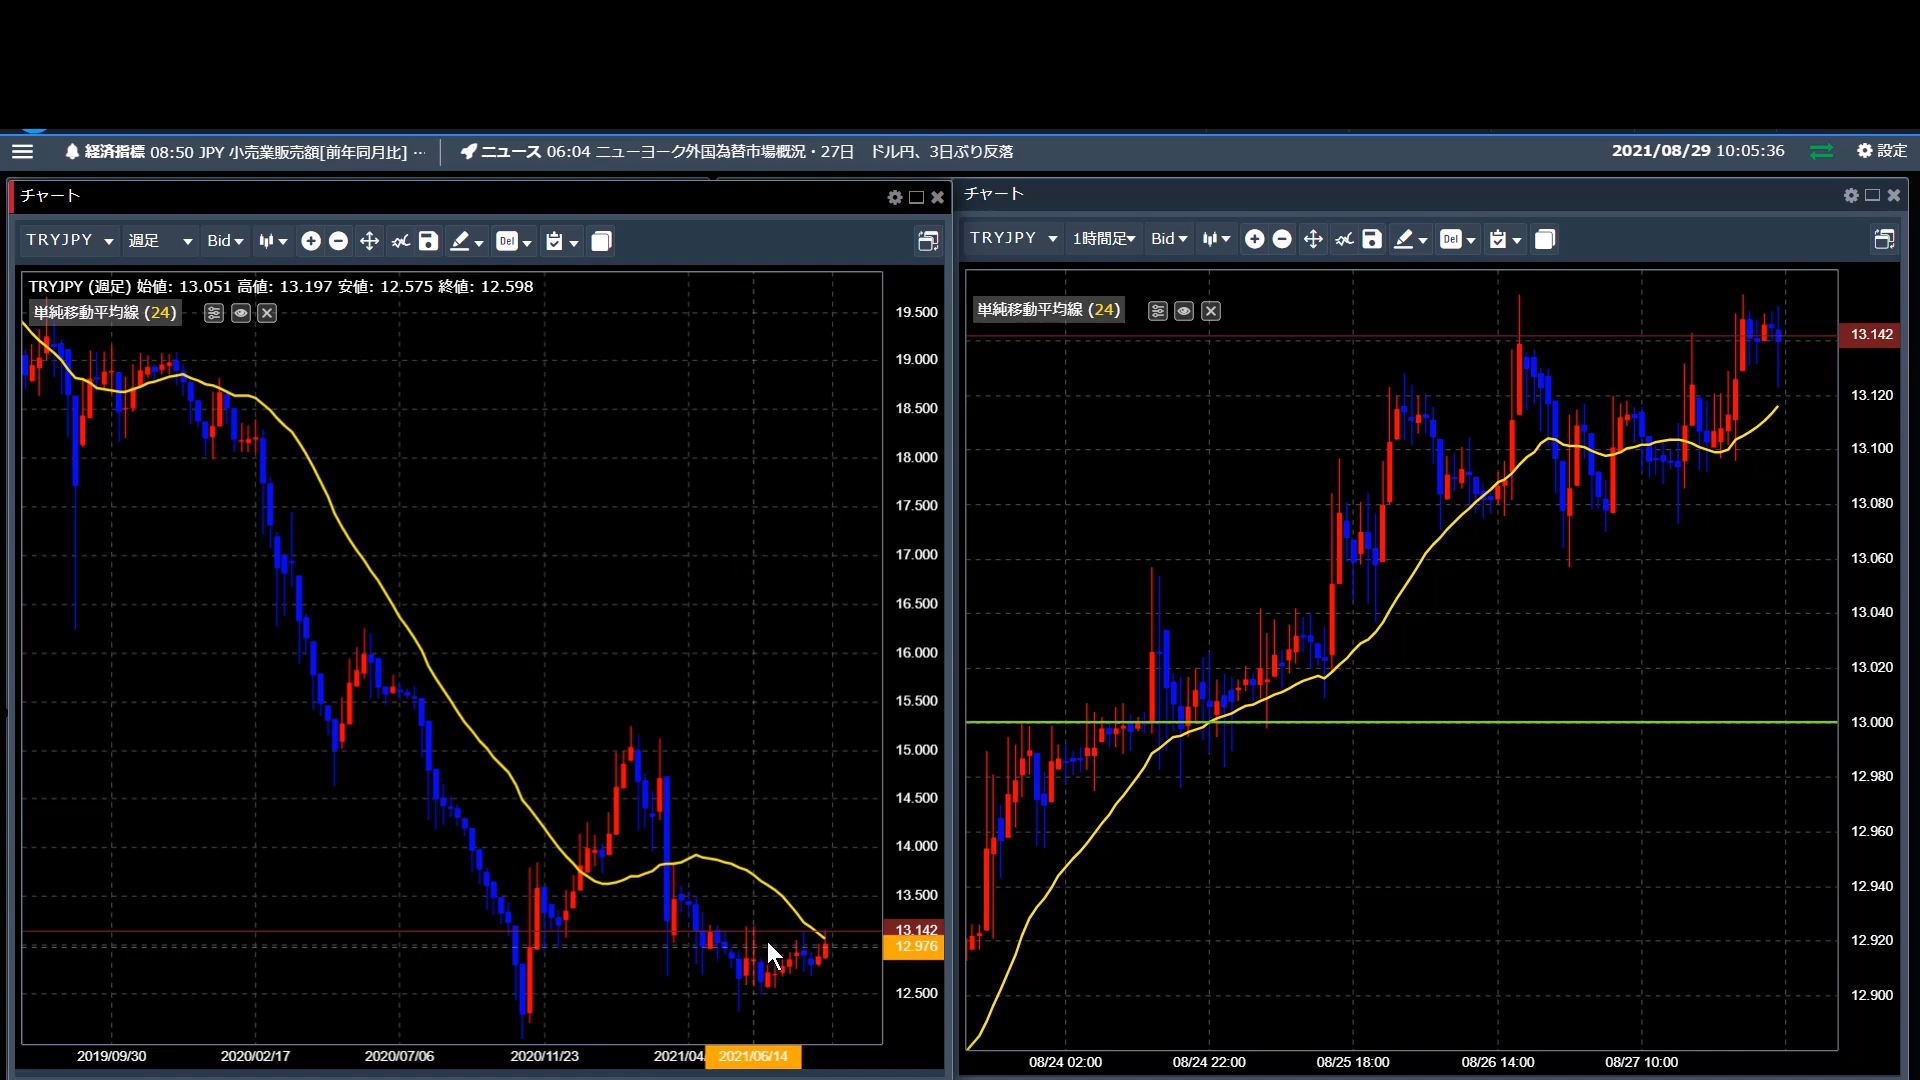 経済指標 08:50 JPY 小売業販売額[前年同月比] …
ニュース 06:04 ニューヨーク外国為替市場概況・27日　ドル円、3日ぶり反落
2021/08/29 10:05:36
設定
チャート
TRYJPY 週足 Bid Del
TRYJPY (週足) 始値: 13.051 高値: 13.197 安値: 12.575 終値: 12.598
単純移動平均線 (24)
19.500
19.000
18.500
18.000
17.500
17.000
16.500
16.000
15.500
15.000
14.500
14.000
13.500
13.142
12.976
12.500
2019/09/30 2020/02/17 2020/07/06 2020/11/23 2021/04/ 2021/06/14
チャート
TRYJPY 1時間足 Bid Del
単純移動平均線 (24)
13.142
13.120
13.100
13.080
13.060
13.040
13.020
13.000
12.980
12.960
12.940
12.920
12.900
08/24 02:00 08/24 22:00 08/25 18:00 08/26 14:00 08/27 10:00